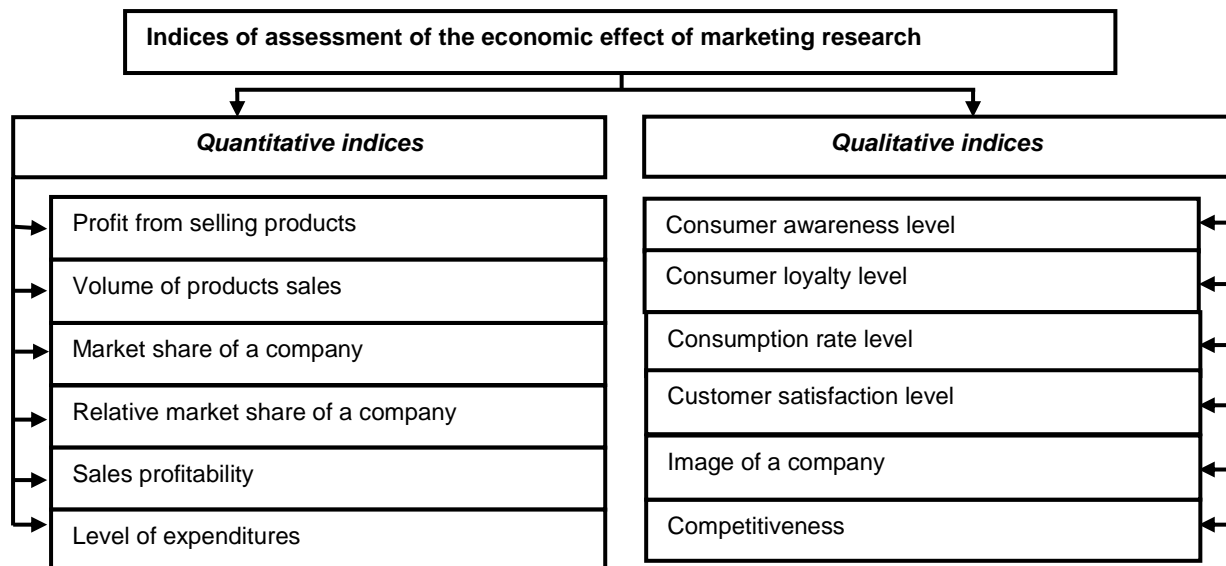 Indices of assessment of the economic effect of marketing research
Quantitative indices
Profit from selling products
Volume of products sales
Market share of a company
Relative market share of a company
Sales profitability
Level of expenditures
Qualitative indices
Consumer awareness level
Consumer loyalty level
Consumption rate level
Customer satisfaction level
Image of a company
Competitiveness